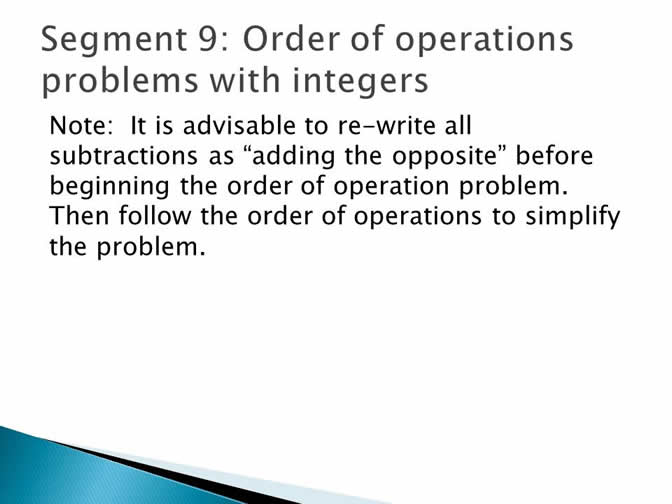 Segment 9: Order of operations
problems with integers
Note:  It is advisable to re-write all
subtractions as “adding the opposite” before
beginning the order of operation problem.
Then follow the order of operations to simplify
the problem.